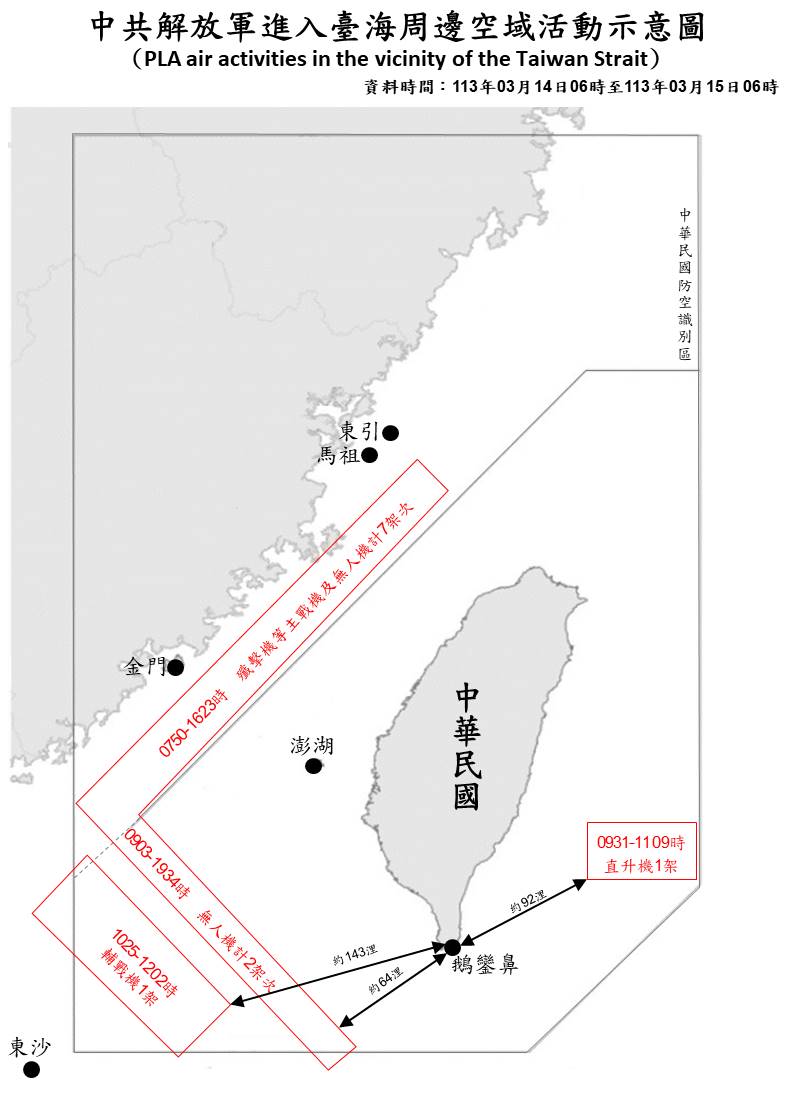 中共解放軍進入臺海周邊空域活動示意圖
（PLA air activities in the vicinity of the Taiwan Strait）
資料時間：113年03月14日06時至113年03月15日06時
中華民國防空識別區
東引
馬祖
0750-1623時 殲擊機等主戰機及無人機計7架次
金門
中華民國
澎湖
0903-1934時 無人機計2架次
0931-1109時
直升機1架
約92浬
1025-1202時
輔戰機1架
約143浬
約64浬
鵝鑾鼻
東沙